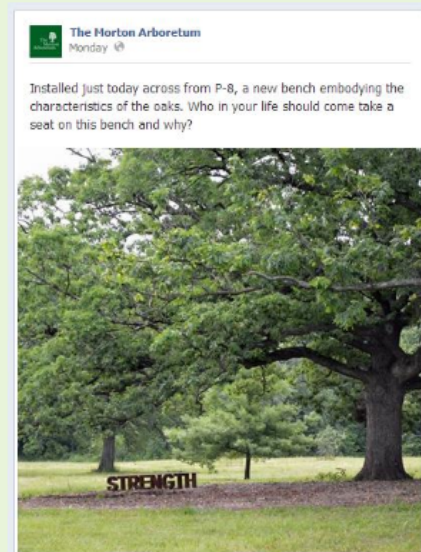 The Morton Arboretum
Monday
Installed just today across from P-8, a new bench embodying the
characteristics of the oaks. Who in your life should come take a
seat on this bench and why?
STRENGTH